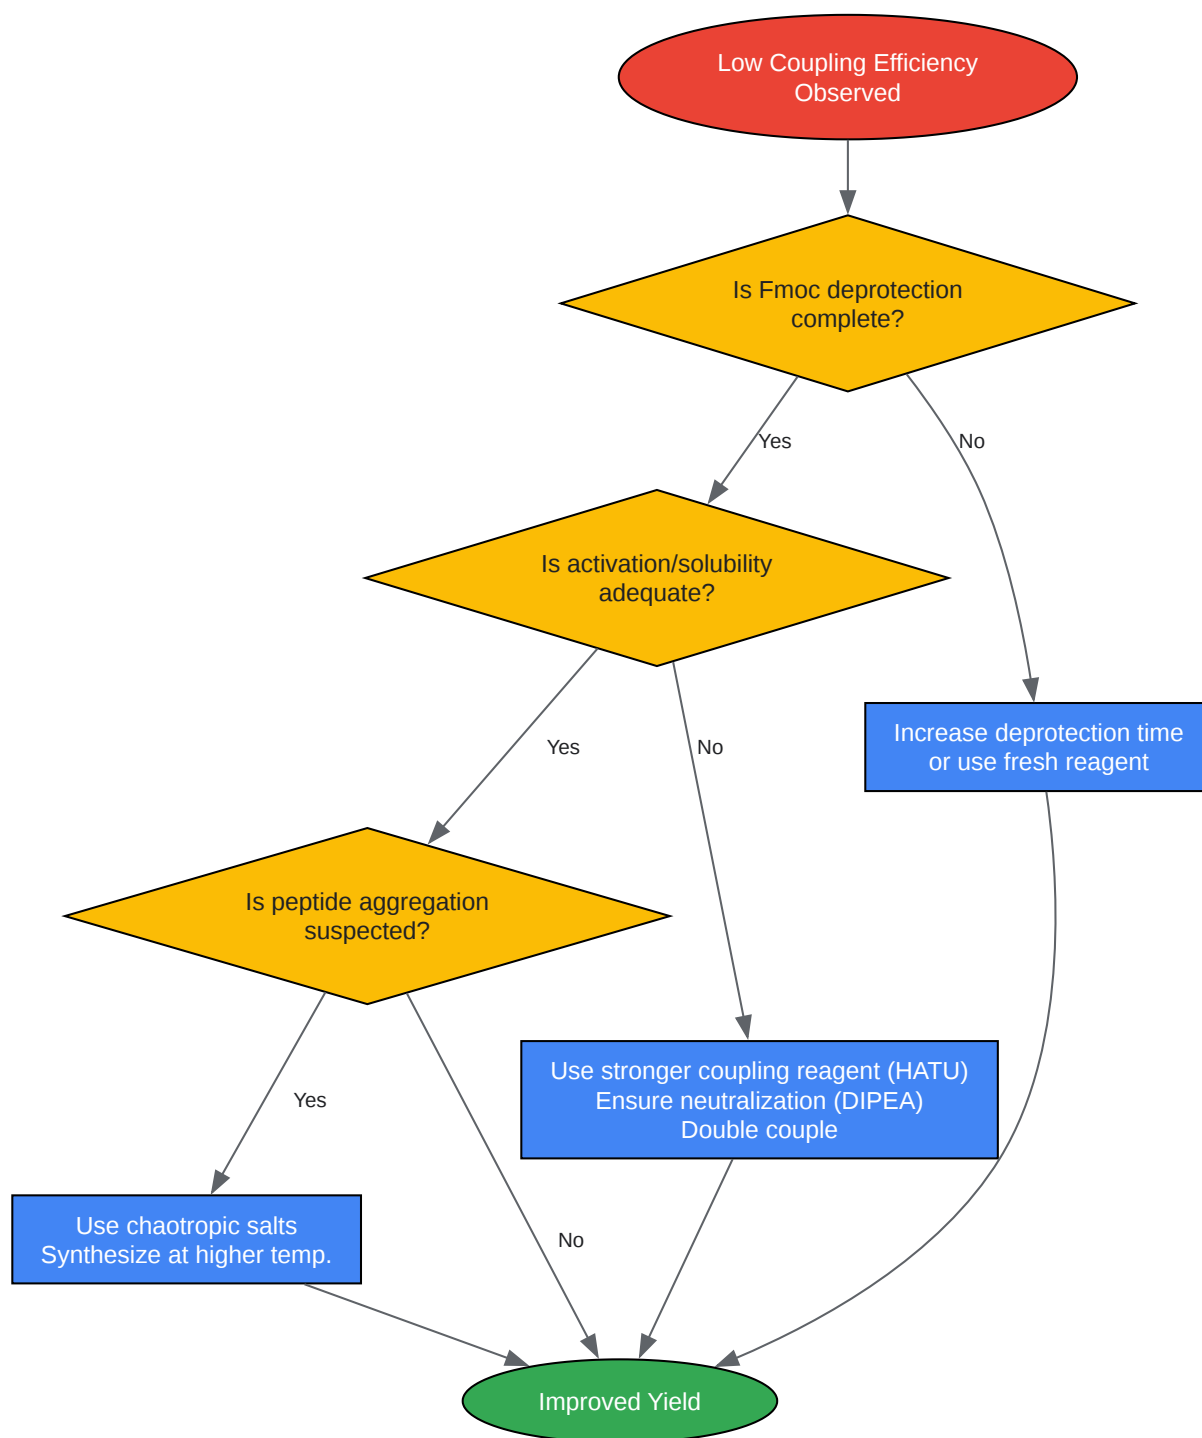 Low Coupling Efficiency
Observed
Is Fmoc deprotection
complete?
Yes
No
Is activation/solubility
adequate?
Yes
No
Increase deprotection time
or use fresh reagent
Is peptide aggregation
suspected?
Yes
No
Use stronger coupling reagent (HATU)
Ensure neutralization (DIPEA)
Double couple
Use chaotropic salts
Synthesize at higher temp.
Improved Yield